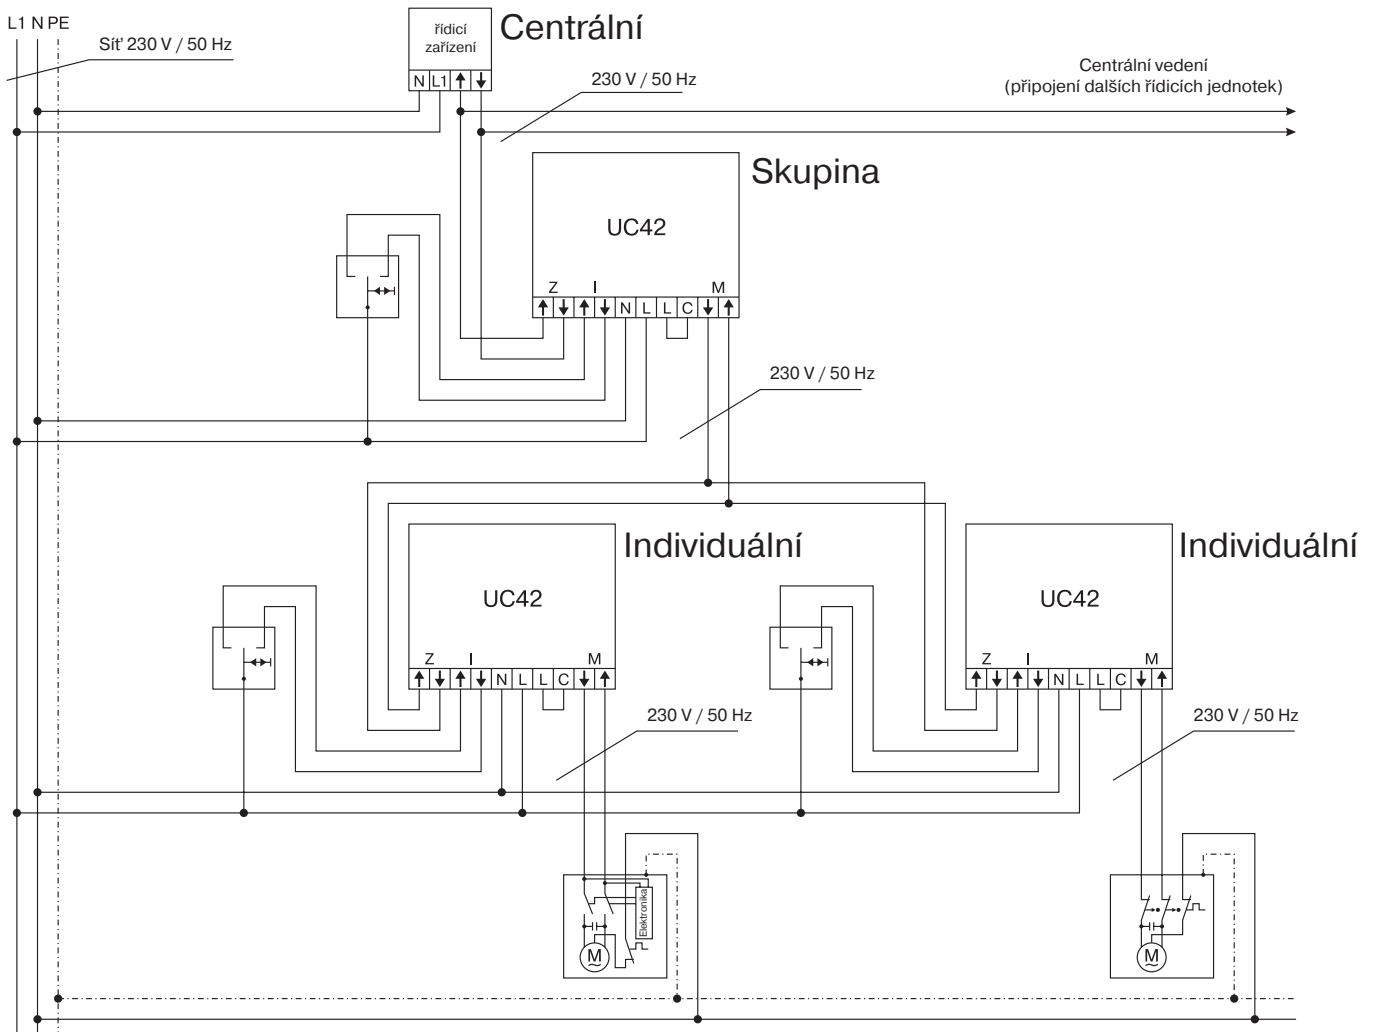 L1 N PE
Síť 230 V / 50 Hz
řídicí
zařízení
Centrální
N L1 ↑ ↓
230 V / 50 Hz
Centrální vedení
(připojení dalších řídicích jednotek)
Skupina
UC42
Z I M
↑ ↓ ↑ ↓ N L L C ↓ ↑
230 V / 50 Hz
Individuální
UC42
Z I M
↑ ↓ ↑ ↓ N L L C ↓ ↑
230 V / 50 Hz
Individuální
UC42
Z I M
↑ ↓ ↑ ↓ N L L C ↓ ↑
230 V / 50 Hz
Elektronika
M
M